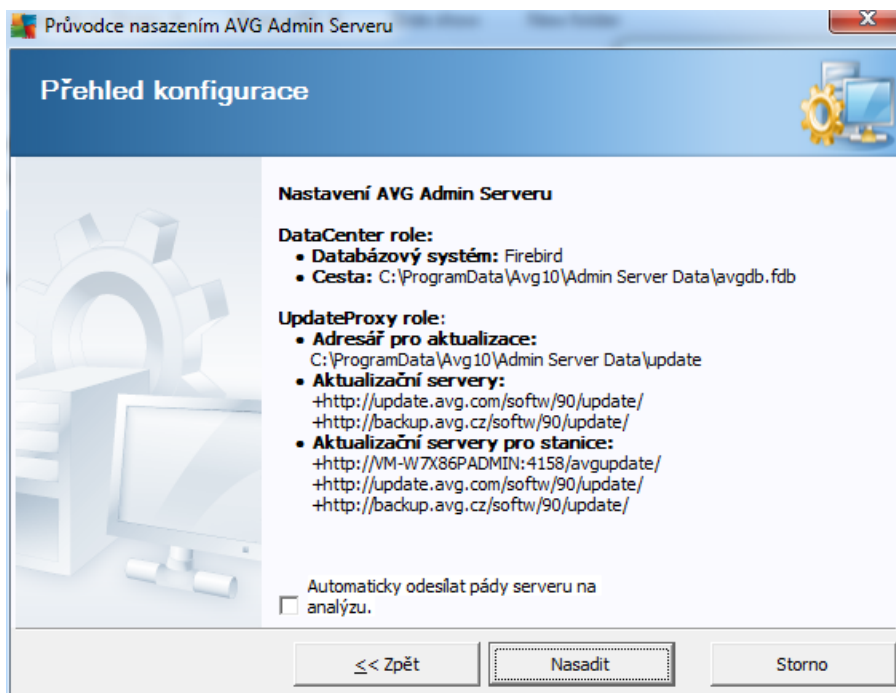 Průvodce nasazením AVG Admin Serveru
Přehled konfigurace
Nastavení AVG Admin Serveru
DataCenter role:
• Databázový systém: Firebird
• Cesta: C:\ProgramData\Avg10\Admin Server Data\avgdb.fdb
UpdateProxy role:
• Adresář pro aktualizace:
C:\ProgramData\Avg10\Admin Server Data\update
• Aktualizační servery:
+http://update.avg.com/softw/90/update/
+http://backup.avg.cz/softw/90/update/
• Aktualizační servery pro stanice:
+http://VM-W7X86PADMIN:4158/avgupdate/
+http://update.avg.com/softw/90/update/
+http://backup.avg.cz/softw/90/update/
Automaticky odesílat pády serveru na
analýzu.
<< Zpět
Nasadit
Storno